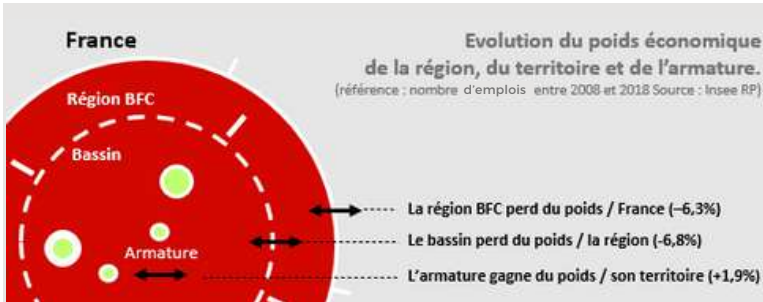 France
Evolution du poids économique
de la région, du territoire et de l'armature.
(référence : nombre d'emplois entre 2008 et 2018 Source : Insee RP)
Région BFC
Bassin
Armature
La région BFC perd du poids / France (–6,3%)
Le bassin perd du poids / la région (-6,8%)
L'armature gagne du poids / son territoire (+1,9%)